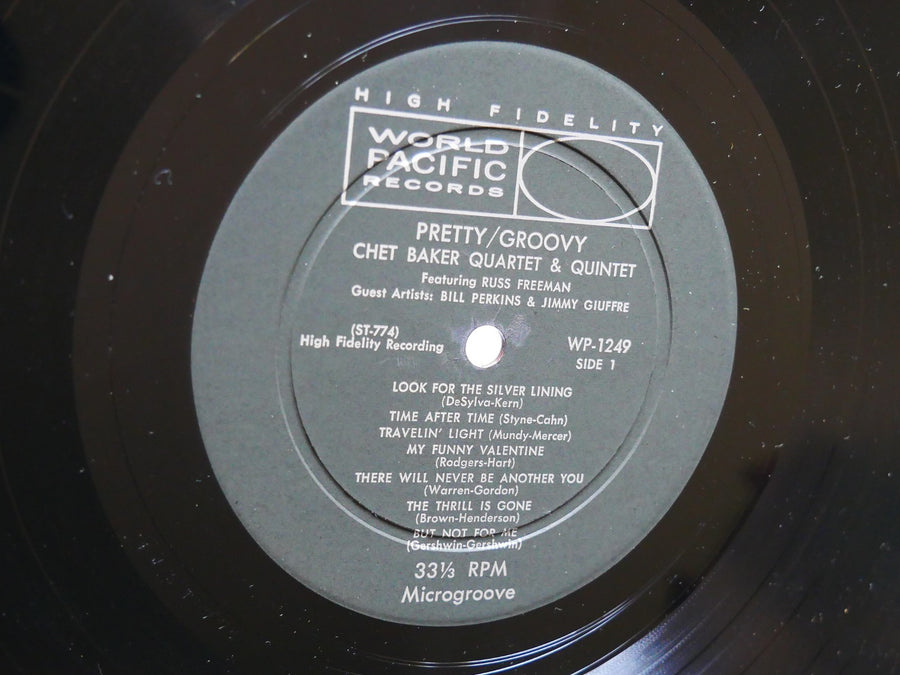 HIGH FIDELITY
WORLD
PACIFIC
RECORDS
PRETTY/GROOVY
CHET BAKER QUARTET & QUINTET
Featuring RUSS FREEMAN
Guest Artists: BILL PERKINS & JIMMY GIUFFRE
(ST-774)
High Fidelity Recording
WP-1249
SIDE 1
LOOK FOR THE SILVER LINING
(DeSylva-Kern)
TIME AFTER TIME (Styne-Cahn)
TRAVELIN' LIGHT (Mundy-Mercer)
MY FUNNY VALENTINE
(Rodgers-Hart)
THERE WILL NEVER BE ANOTHER YOU
(Warren-Gordon)
THE THRILL IS GONE
(Brown-Henderson)
BUT NOT FOR ME
(Gershwin-Gershwin)
33⅓ RPM
Microgroove